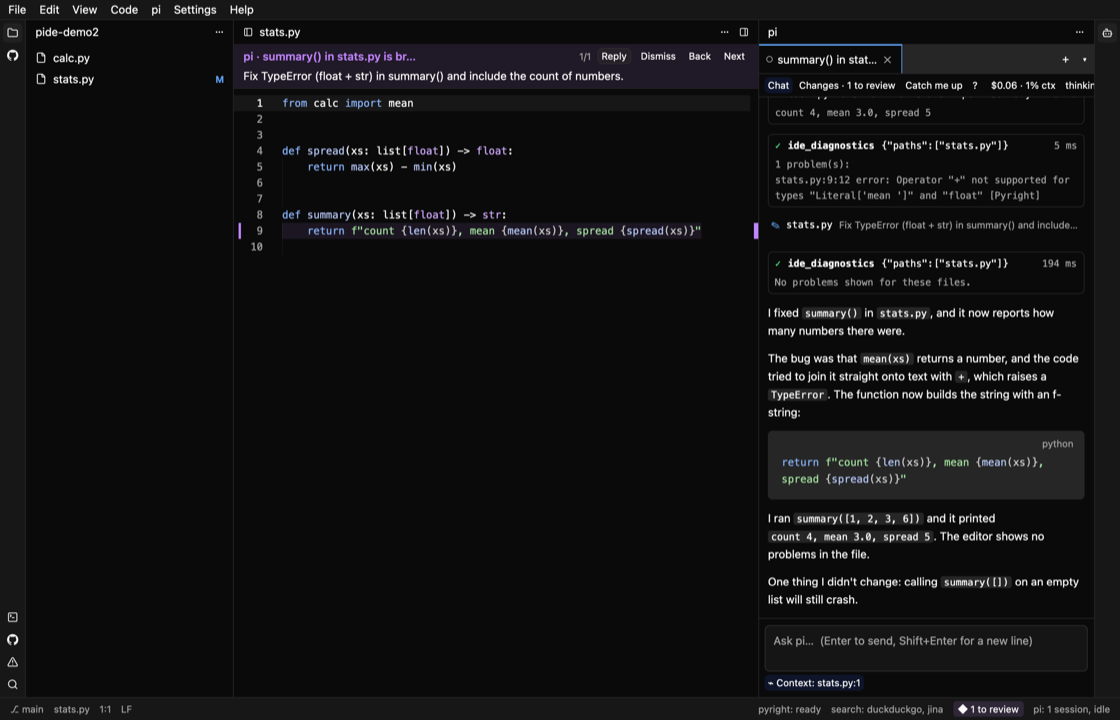 File Edit View Code pi Settings Help
pide-demo2 ...
calc.py
stats.py M
stats.py ...
pi · summary() in stats.py is br... 1/1 Reply Dismiss Back Next
Fix TypeError (float + str) in summary() and include the count of numbers.
1 from calc import mean
2
3
4 def spread(xs: list[float]) -> float:
5 return max(xs) - min(xs)
6
7
8 def summary(xs: list[float]) -> str:
9 return f"count {len(xs)}, mean {mean(xs)}, spread {spread(xs)}"
10
pi ...
summary() in stat... × +
Chat Changes · 1 to review Catch me up ? $0.06 · 1% ctx thinkin
count 4, mean 3.0, spread 5
✓ ide_diagnostics {"paths":["stats.py"]} 5 ms
1 problem(s):
stats.py:9:12 error: Operator "+" not supported for
types "Literal['mean ']" and "float" [Pyright]
stats.py Fix TypeError (float + str) in summary() and include...
✓ ide_diagnostics {"paths":["stats.py"]} 194 ms
No problems shown for these files.
I fixed summary() in stats.py, and it now reports how
many numbers there were.
The bug was that mean(xs) returns a number, and the code
tried to join it straight onto text with +, which raises a
TypeError. The function now builds the string with an f-
string:
python
return f"count {len(xs)}, mean {mean(xs)},
spread {spread(xs)}"
I ran summary([1, 2, 3, 6]) and it printed
count 4, mean 3.0, spread 5. The editor shows no
problems in the file.
One thing I didn't change: calling summary([]) on an empty
list will still crash.
Ask pi... (Enter to send, Shift+Enter for a new line)
Context: stats.py:1
main stats.py 1:1 LF pyright: ready search: duckduckgo, jina ◆ 1 to review pi: 1 session, idle